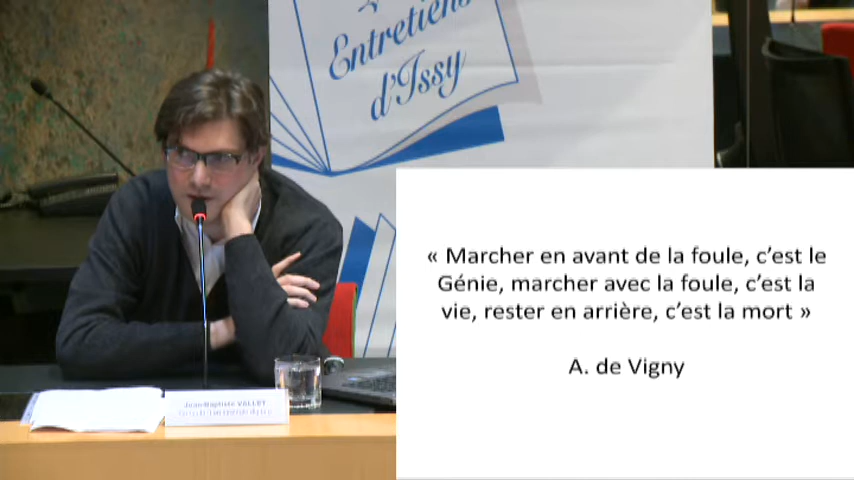 Entretiens
d'Issy
« Marcher en avant de la foule, c'est le
Génie, marcher avec la foule, c'est la
vie, rester en arrière, c'est la mort »
A. de Vigny
Jean-Baptiste VALLET